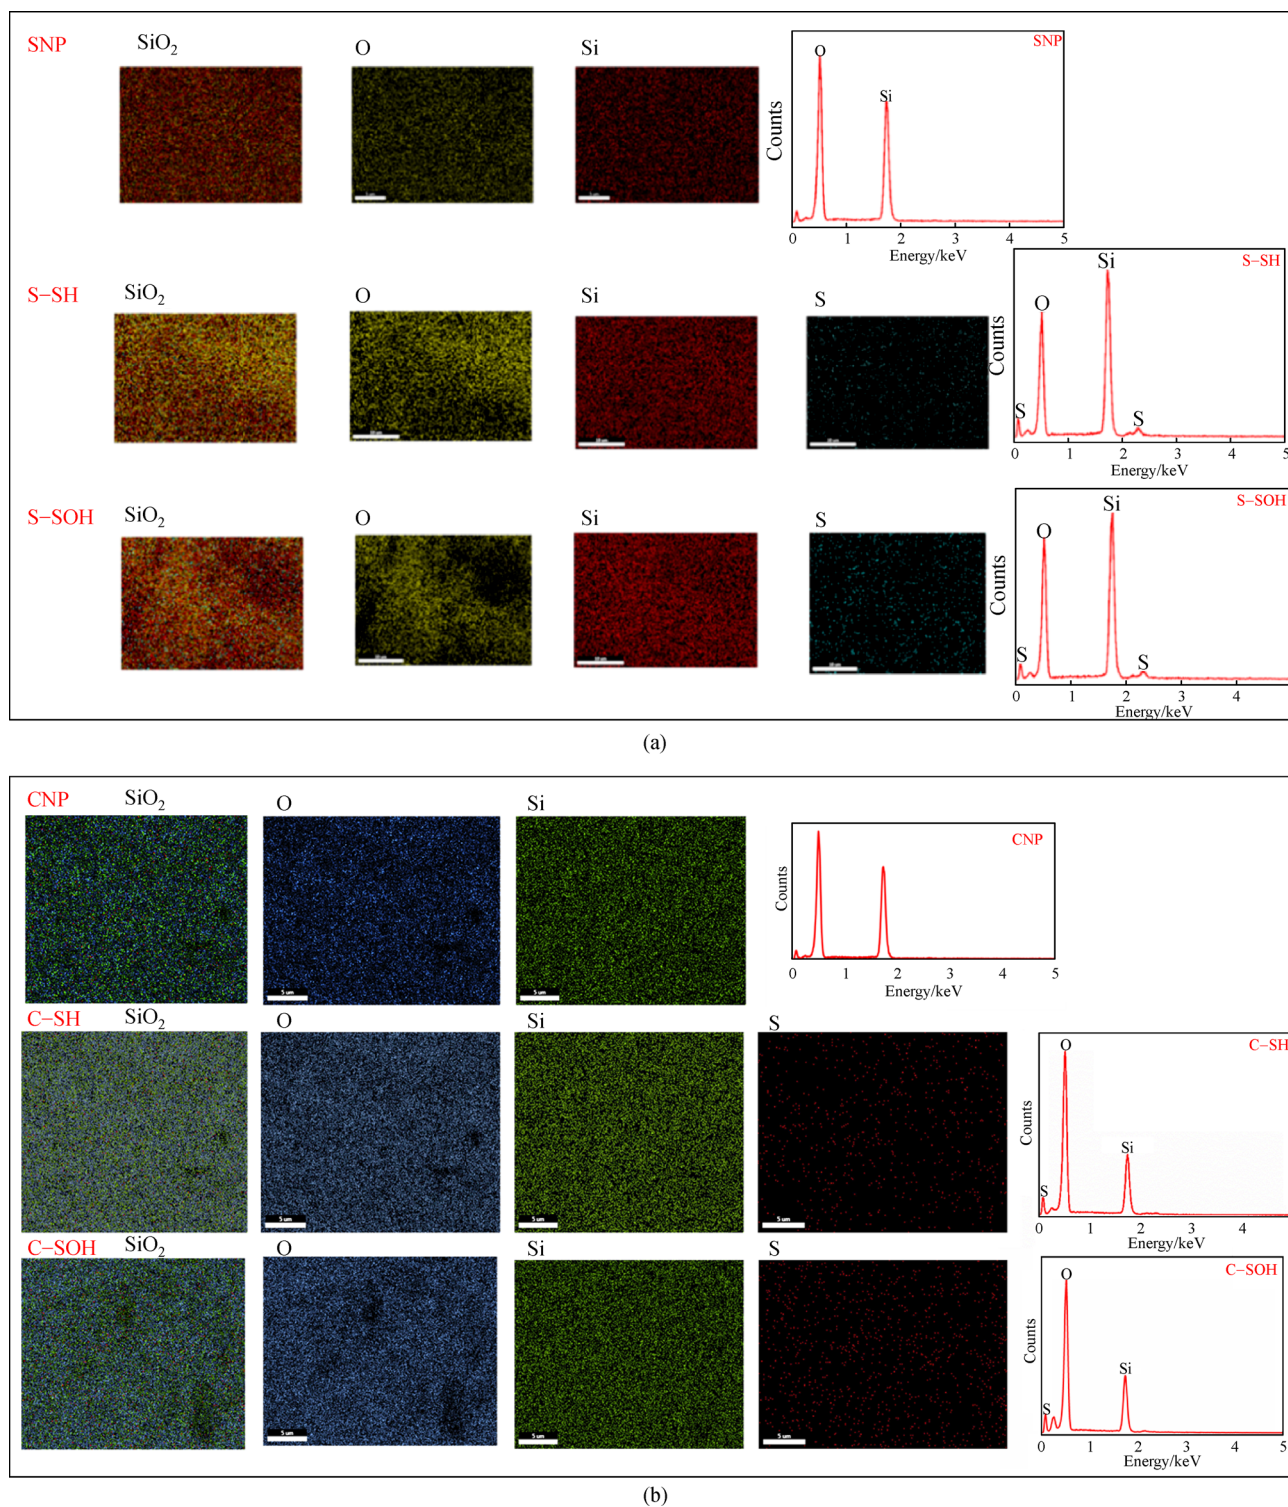 SNP SiO₂ O Si
SNP
O
Si
Counts
0 1 2 3 4 5
Energy/keV
S−SH SiO₂ O Si S
S−SH
Si
O
S
S
Counts
0 1 2 3 4 5
Energy/keV
S−SOH SiO₂ O Si S
S−SOH
Si
O
S
S
Counts
0 1 2 3 4
Energy/keV
(a)
CNP SiO₂ O Si
5 um 5 um
CNP
Counts
0 1 2 3 4 5
Energy/keV
C−SH SiO₂ O Si S
5 um 5 um 5 um
C−SH
O
Si
S
Counts
0 1 2 3 4
Energy/keV
C−SOH SiO₂ O Si S
5 um 5 um 5 um
C−SOH
O
Si
S
Counts
0 1 2 3 4 5
Energy/keV
(b)